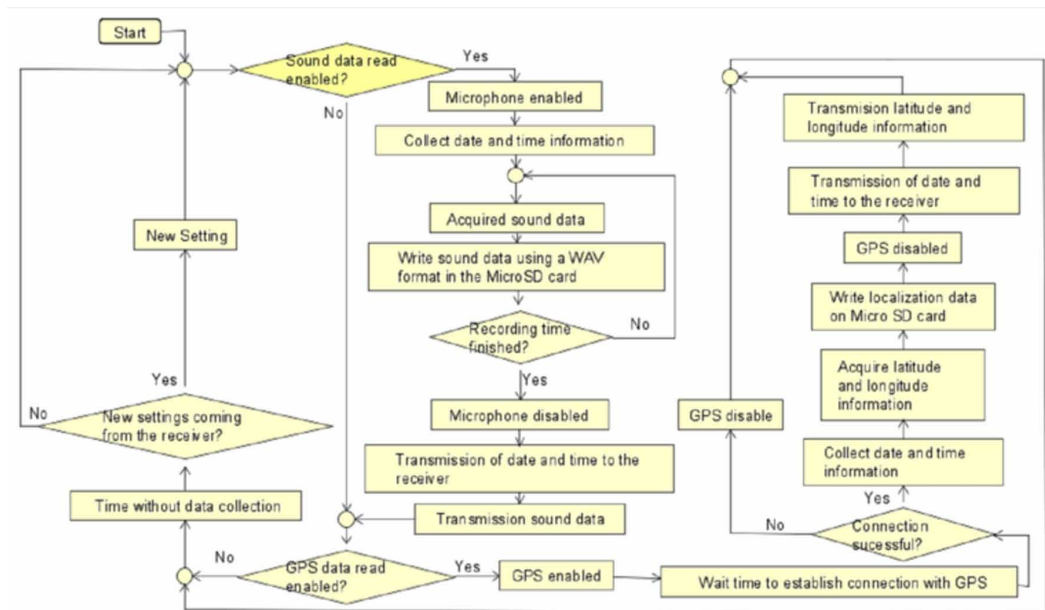 Start
Sound data read
enabled?
Yes
No
Microphone enabled
Collect date and time information
Acquired sound data
Write sound data using a WAV
format in the MicroSD card
Recording time
finished?
No
Yes
Microphone disabled
Transmission of date and time to the
receiver
Transmission sound data
New Setting
Yes
No
New settings coming
from the receiver?
Time without data collection
No
GPS data read
enabled?
Yes
GPS enabled
Wait time to establish connection with GPS
Connection
sucessful?
No
Yes
GPS disable
Collect date and time
information
Acquire latitude
and longitude
information
Write localization data
on Micro SD card
GPS disabled
Transmission of date and
time to the receiver
Transmision latitude and
longitude information